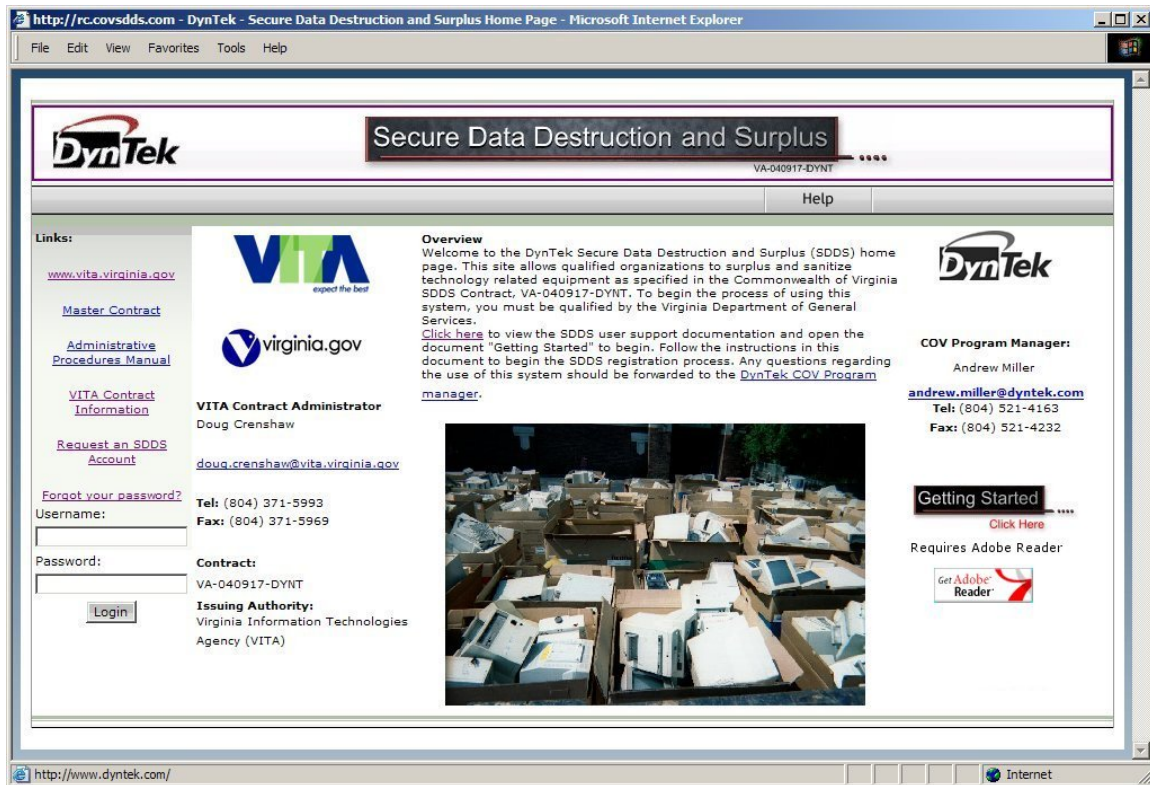 http://rc.covsdds.com - DynTek - Secure Data Destruction and Surplus Home Page - Microsoft Internet Explorer
File Edit View Favorites Tools Help
DynTek
Secure Data Destruction and Surplus
VA-040917-DYNT
Help
Links:
www.vita.virginia.gov
Master Contract
Administrative
Procedures Manual
VITA Contract
Information
Request an SDDS
Account
Forgot your password?
Username:
Password:
Login
VITA
expect the best
virginia.gov
VITA Contract Administrator
Doug Crenshaw
doug.crenshaw@vita.virginia.gov
Tel: (804) 371-5993
Fax: (804) 371-5969
Contract:
VA-040917-DYNT
Issuing Authority:
Virginia Information Technologies
Agency (VITA)
Overview
Welcome to the DynTek Secure Data Destruction and Surplus (SDDS) home
page. This site allows qualified organizations to surplus and sanitize
technology related equipment as specified in the Commonwealth of Virginia
SDDS Contract, VA-040917-DYNT. To begin the process of using this
system, you must be qualified by the Virginia Department of General
Services.
Click here to view the SDDS user support documentation and open the
document "Getting Started" to begin. Follow the instructions in this
document to begin the SDDS registration process. Any questions regarding
the use of this system should be forwarded to the DynTek COV Program
manager.
DynTek
COV Program Manager:
Andrew Miller
andrew.miller@dyntek.com
Tel: (804) 521-4163
Fax: (804) 521-4232
Getting Started
Click Here
Requires Adobe Reader
Get Adobem
Reader
http://www.dyntek.com/
Internet